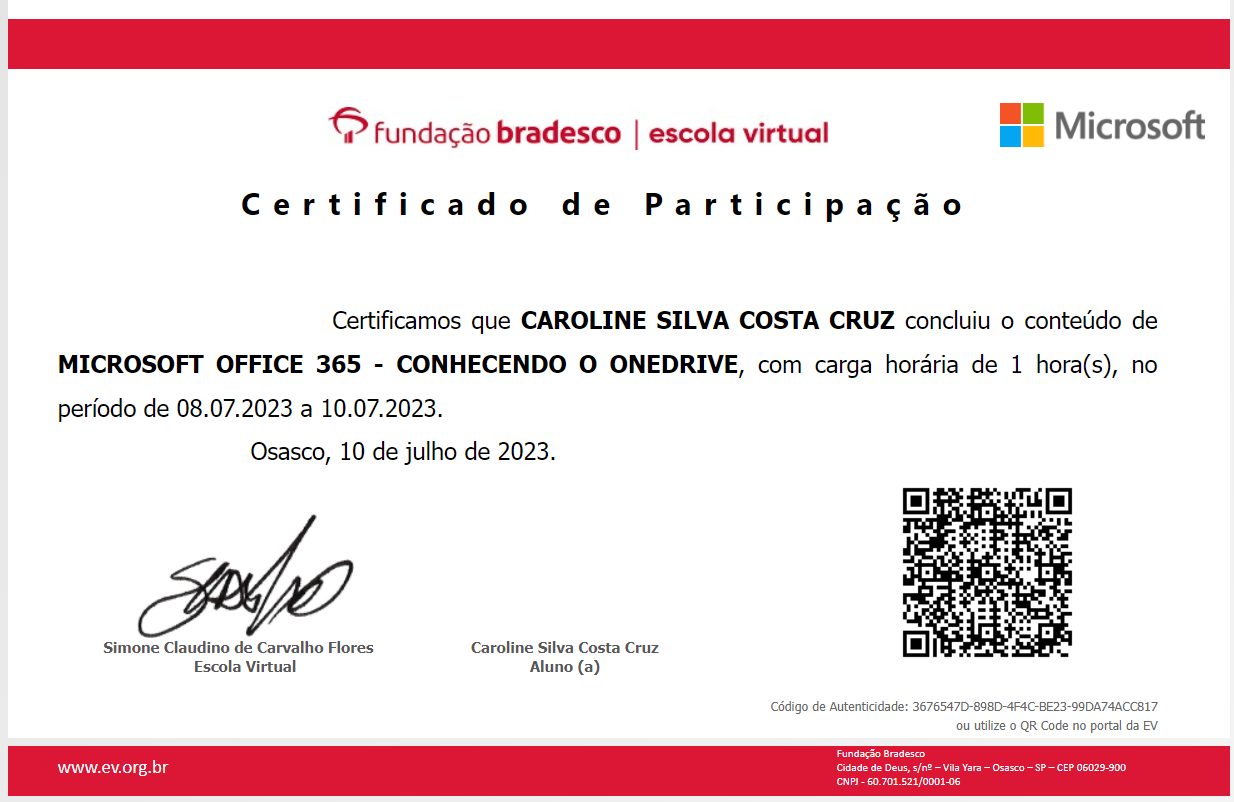 fundação bradesco | escola virtual
Microsoft
Certificado de Participação
Certificamos que CAROLINE SILVA COSTA CRUZ concluiu o conteúdo de
MICROSOFT OFFICE 365 - CONHECENDO O ONEDRIVE, com carga horária de 1 hora(s), no
período de 08.07.2023 a 10.07.2023.
Osasco, 10 de julho de 2023.
Simone Claudino de Carvalho Flores
Escola Virtual
Caroline Silva Costa Cruz
Aluno (a)
Código de Autenticidade: 3676547D-898D-4F4C-BE23-99DA74ACC817
ou utilize o QR Code no portal da EV
www.ev.org.br
Fundação Bradesco
Cidade de Deus, s/nº – Vila Yara – Osasco – SP – CEP 06029-900
CNPJ - 60.701.521/0001-06